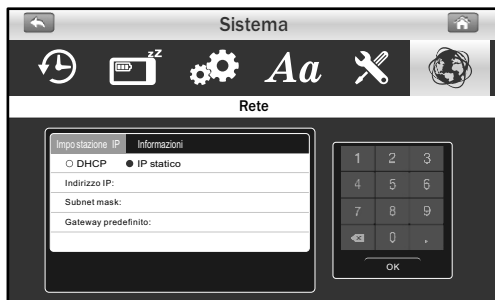 Sistema
zZ
Aa
Rete
Impostazione IP Informazioni
DHCP IP statico
Indirizzo IP:
Subnet mask:
Gateway predefinito:
1 2 3
4 5 6
7 8 9
0 .
OK